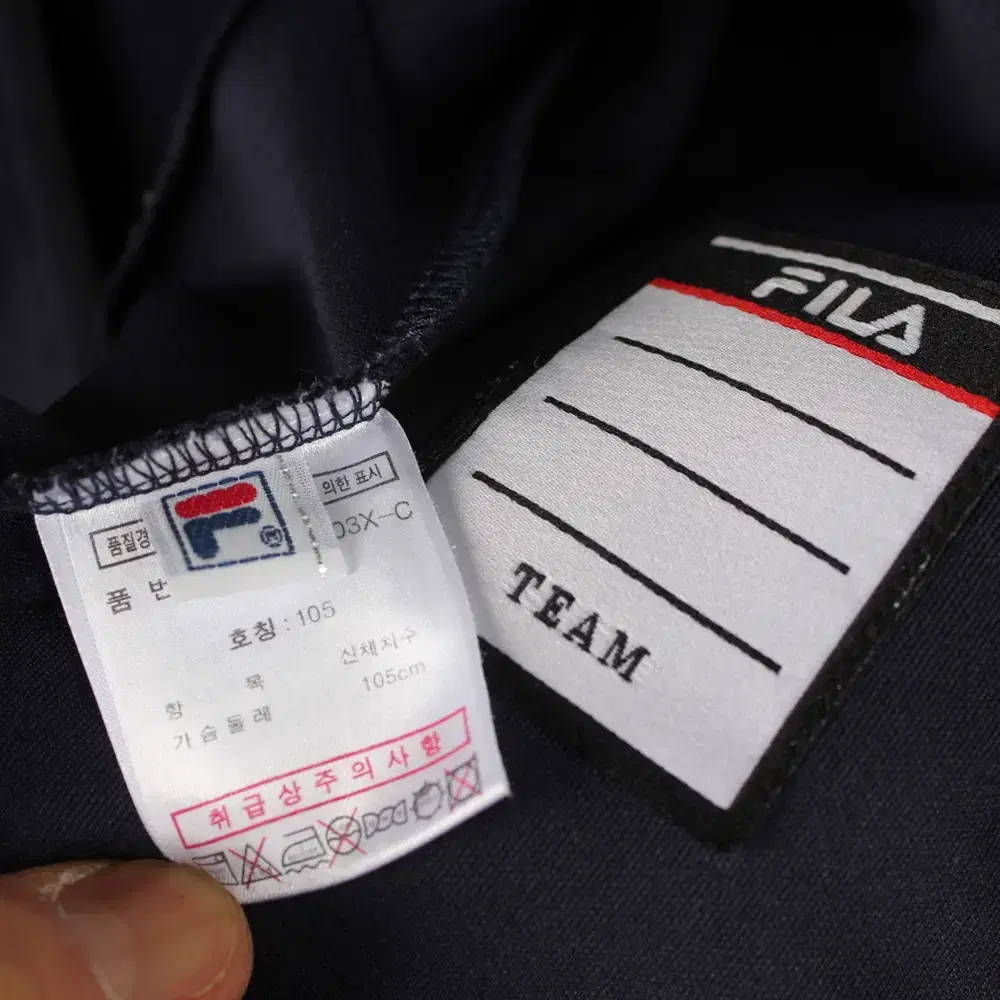 품질경
의한 표시
품 번
03X-C
호칭 : 105
항 목
신체치수
가슴둘레
105cm
취급상주의사항
FILA
TEAM